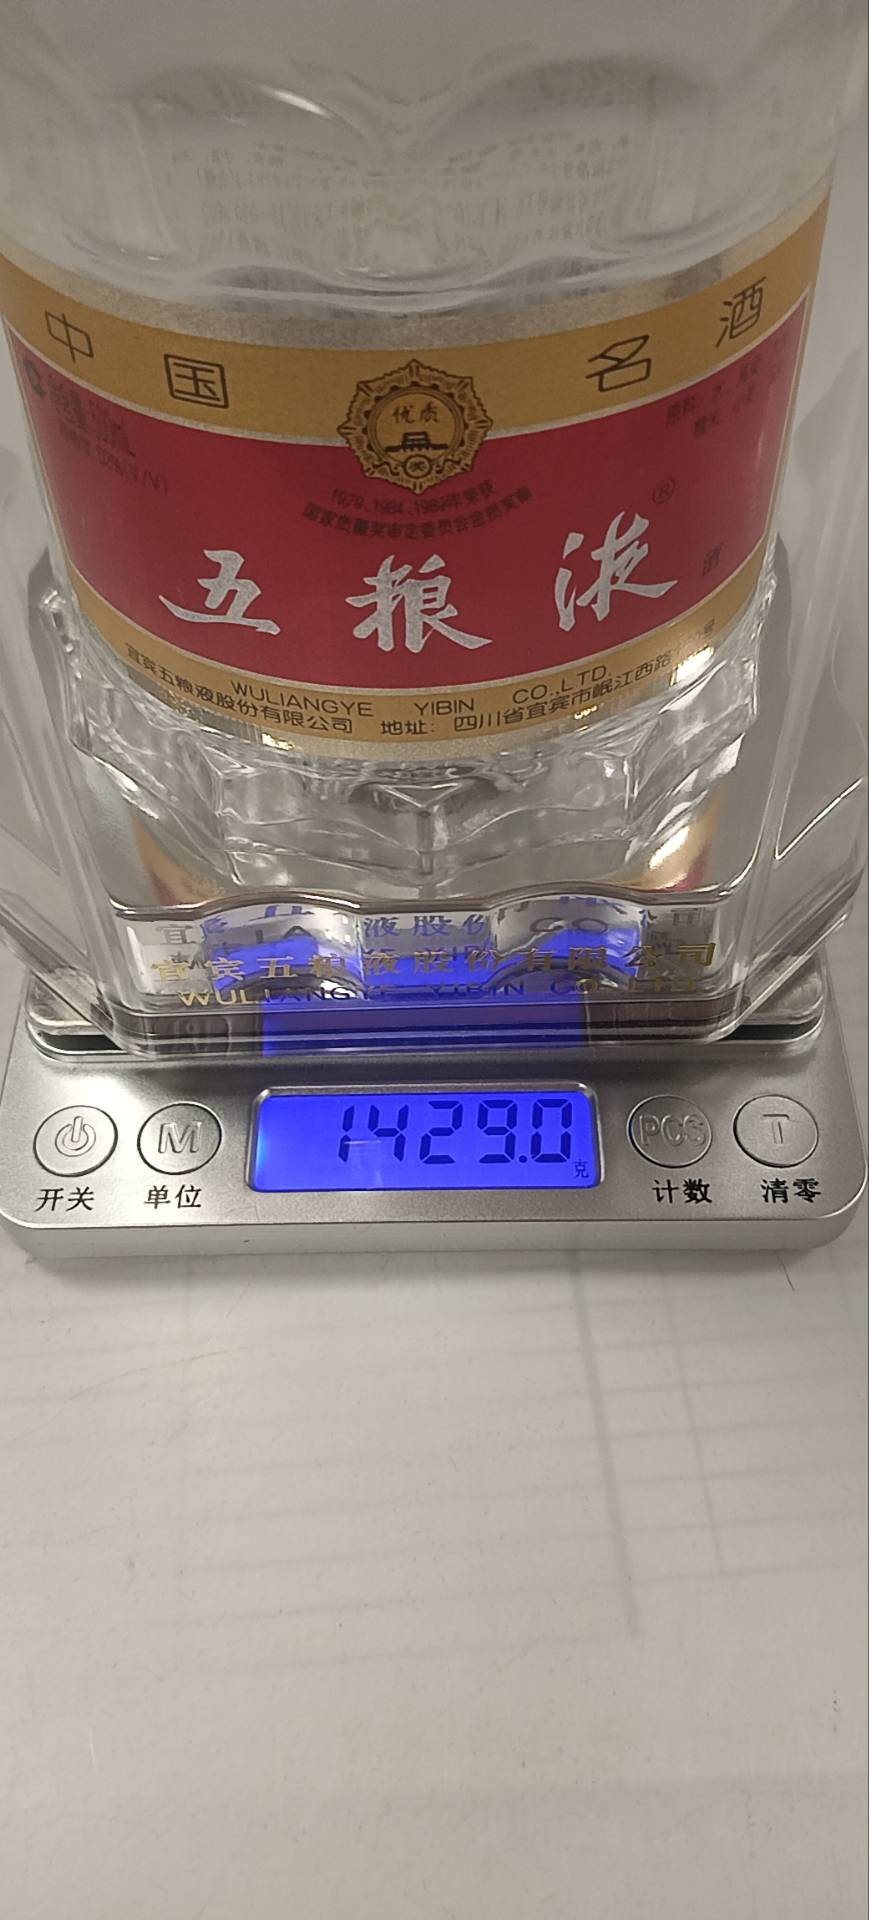 中国名酒
优质
1979、1984、1989年荣获
国家质量奖审定委员会金质奖章
五粮液®
酒
WULIANGYE YIBIN CO.,LTD.
宜宾五粮液股份有限公司 地址：四川省宜宾市岷江西路
宜宾五粮液股份有限公司
WULIANGYE YIBIN CO LTD
1429.0
克
M
PCS
T
开关
单位
计数
清零